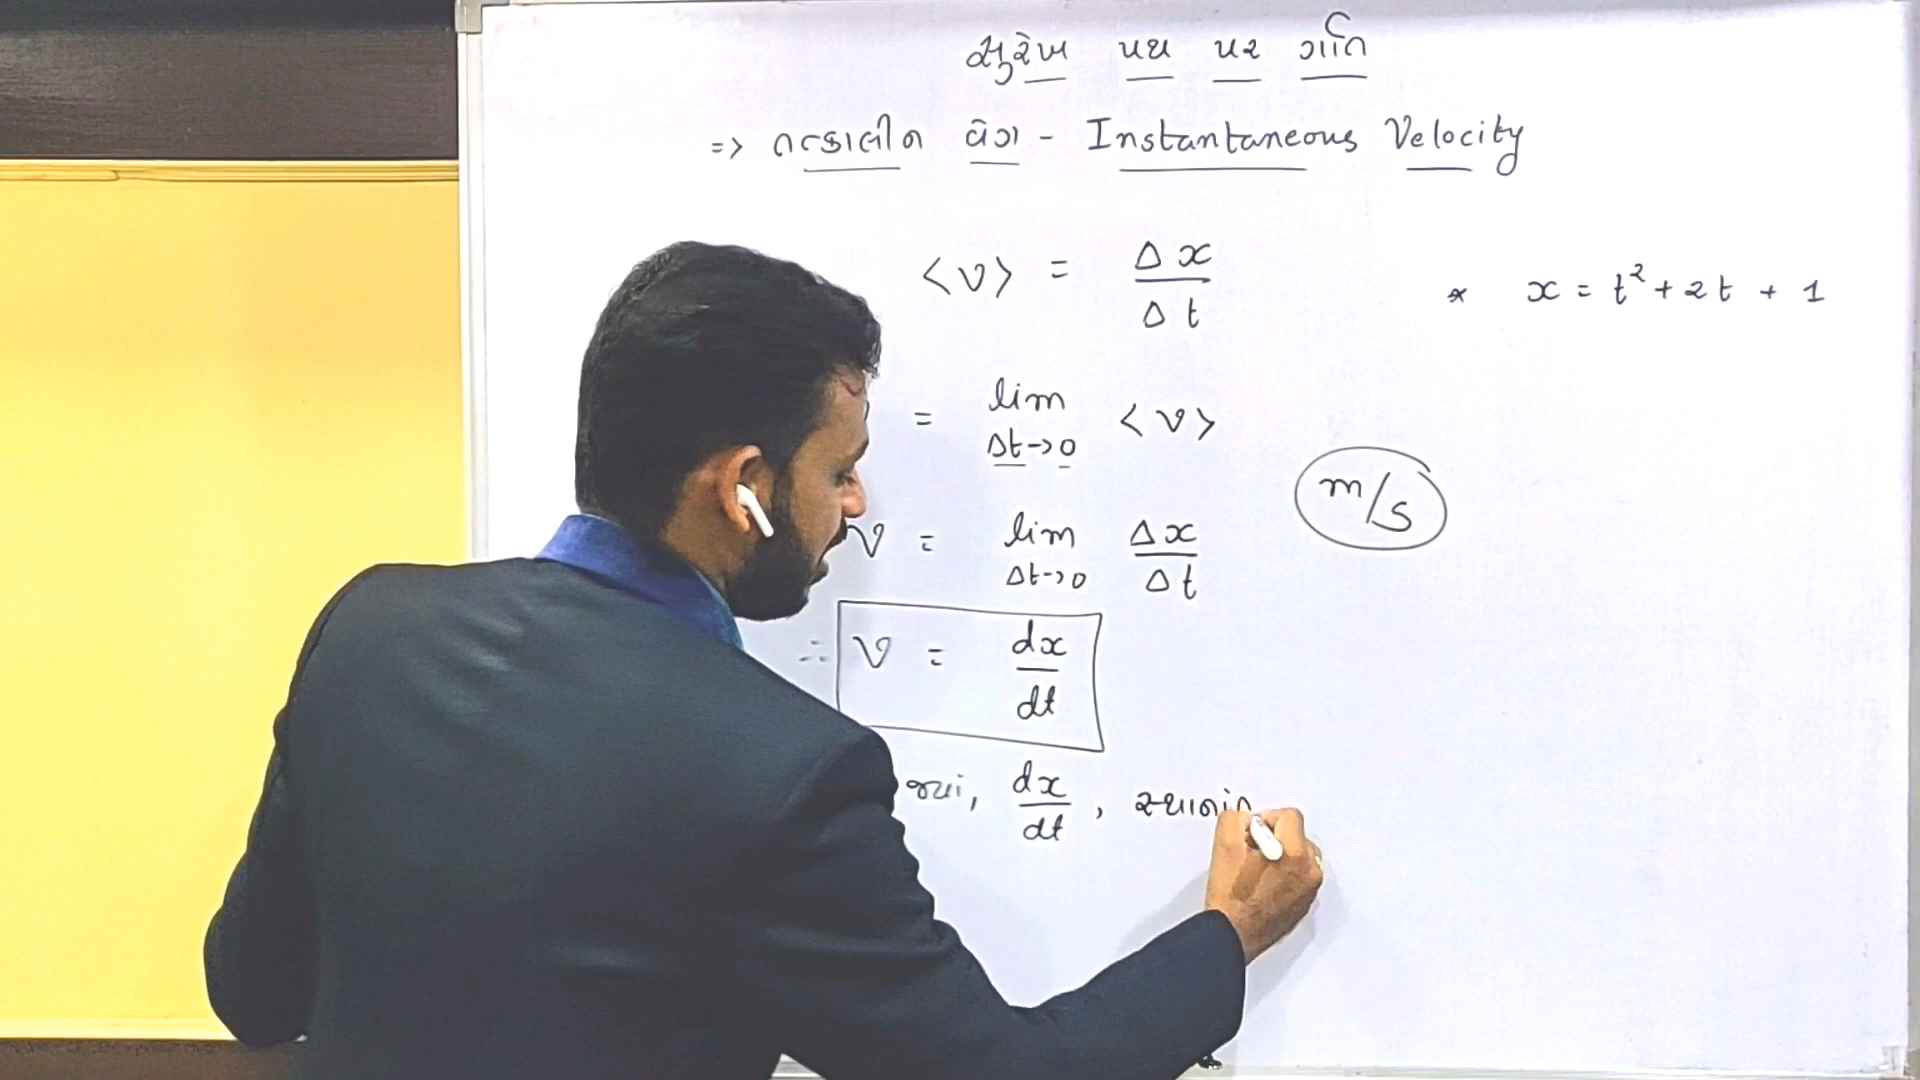 સુરેખ પથ પર ગતિ
=> તત્કાલીન વેગ - Instantaneous Velocity
<v> = Δx / Δt
* x = t² + 2t + 1
= lim Δt→0 <v>
m/s
v = lim Δt→0 Δx / Δt
∴ v = dx / dt
જ્યાં, dx / dt ,